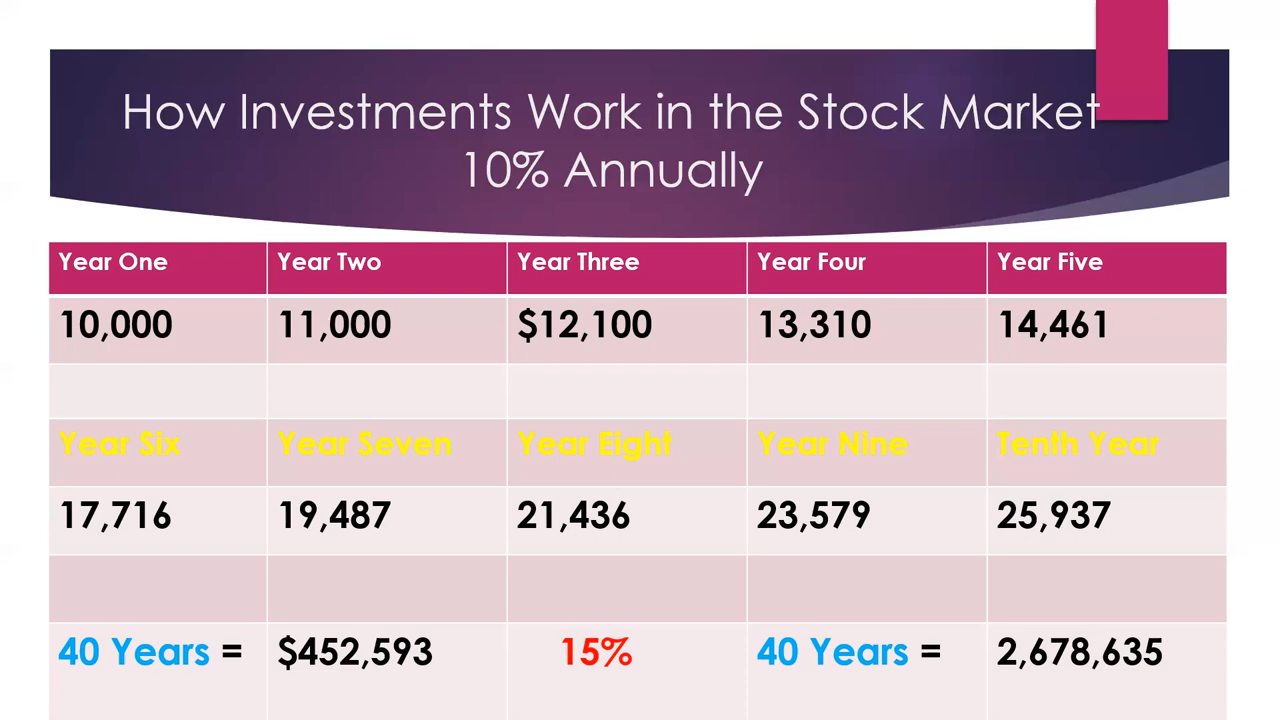 How Investments Work in the Stock Market
10% Annually
Year One Year Two Year Three Year Four Year Five
10,000 11,000 $12,100 13,310 14,461
Year Six Year Seven Year Eight Year Nine Tenth Year
17,716 19,487 21,436 23,579 25,937
40 Years = $452,593 15% 40 Years = 2,678,635